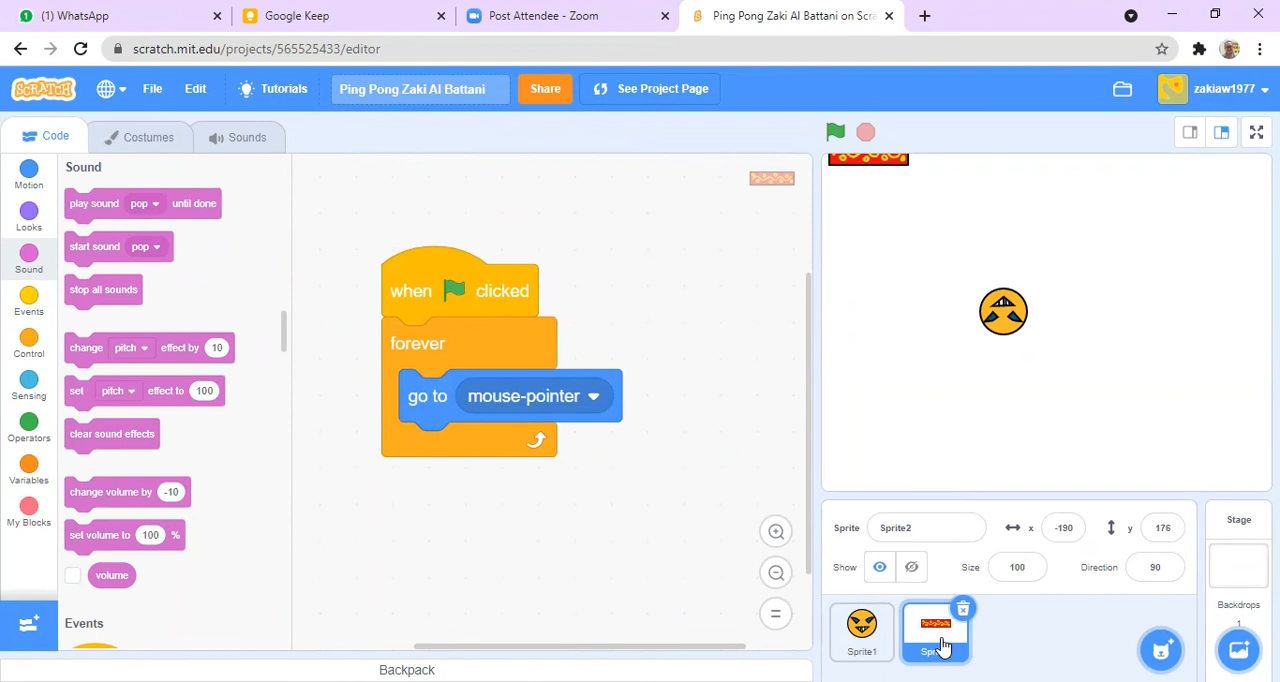 (1) WhatsApp
Google Keep
Post Attendee - Zoom
Ping Pong Zaki Al Battani on Scra
scratch.mit.edu/projects/565525433/editor
SCRATCH
File
Edit
Tutorials
Ping Pong Zaki Al Battani
Share
See Project Page
zakiaw1977
Code
Costumes
Sounds
Motion
Looks
Sound
Events
Control
Sensing
Operators
Variables
My Blocks
Sound
play sound pop until done
start sound pop
stop all sounds
change pitch effect by 10
set pitch effect to 100
clear sound effects
change volume by -10
set volume to 100 %
volume
Events
when clicked
forever
go to mouse-pointer
Backpack
Sprite Sprite2 x -190 y 176
Show Size 100 Direction 90
Sprite1
Stage
Backdrops
1